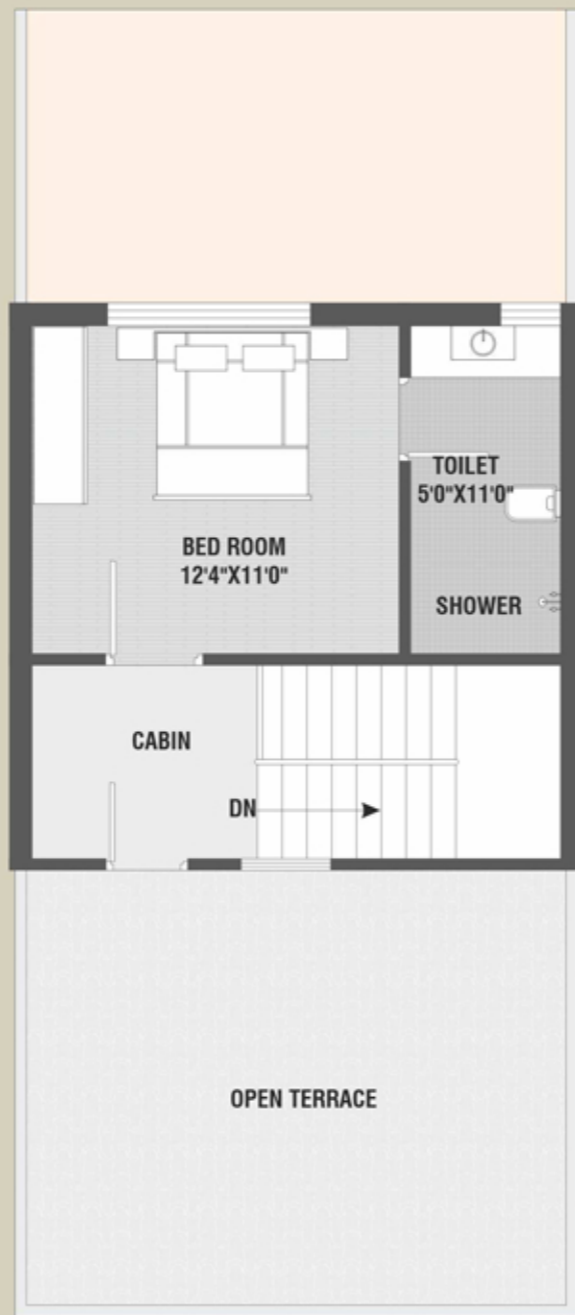 TOILET
5'0"X11'0"
BED ROOM
12'4"X11'0"
SHOWER
CABIN
DN
OPEN TERRACE